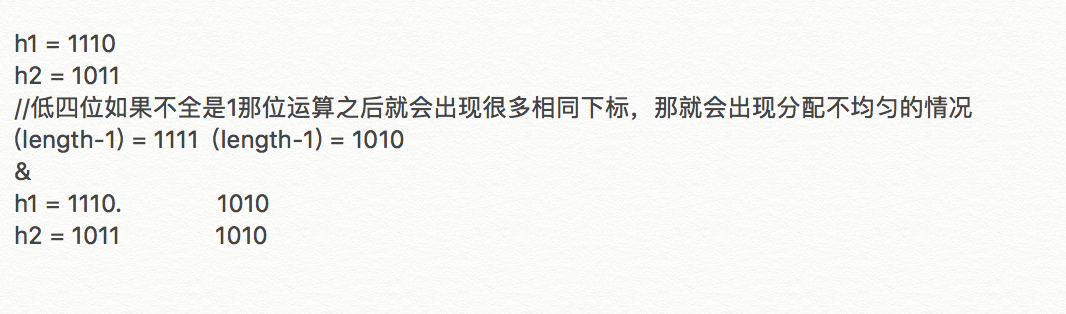 h1 = 1110
h2 = 1011
//低四位如果不全是1那位运算之后就会出现很多相同下标，那就会出现分配不均匀的情况
(length-1) = 1111  (length-1) = 1010
&
h1 = 1110.               1010
h2 = 1011               1010